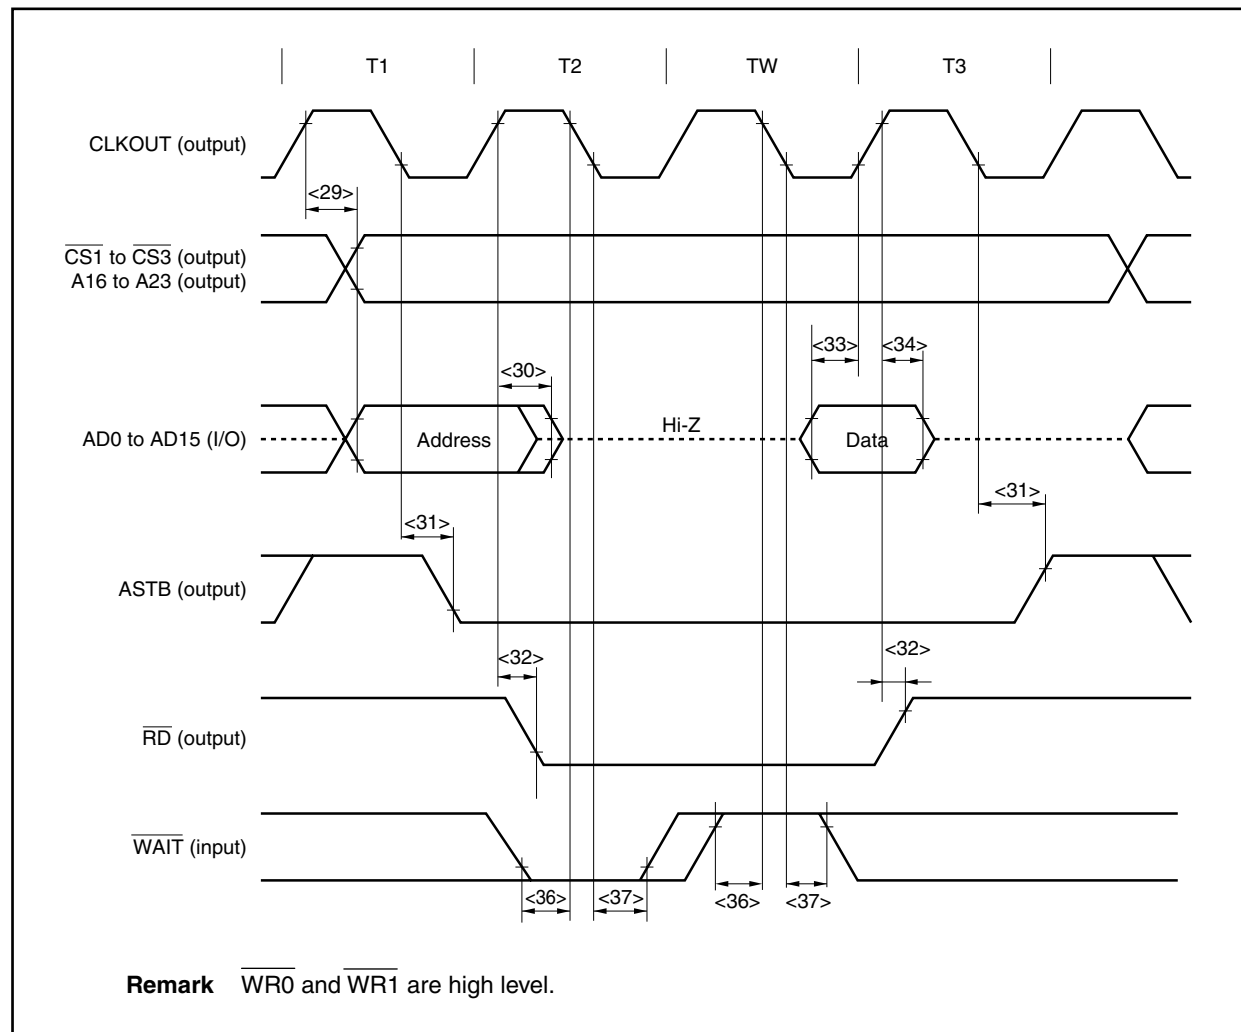 T1 T2 TW T3
CLKOUT (output)
<29>
CS1 to CS3 (output)
A16 to A23 (output)
<33> <34>
<30>
AD0 to AD15 (I/O) Address Hi-Z Data
<31>
<31>
ASTB (output)
<32>
<32>
RD (output)
WAIT (input)
<36> <37> <36> <37>
Remark WR0 and WR1 are high level.